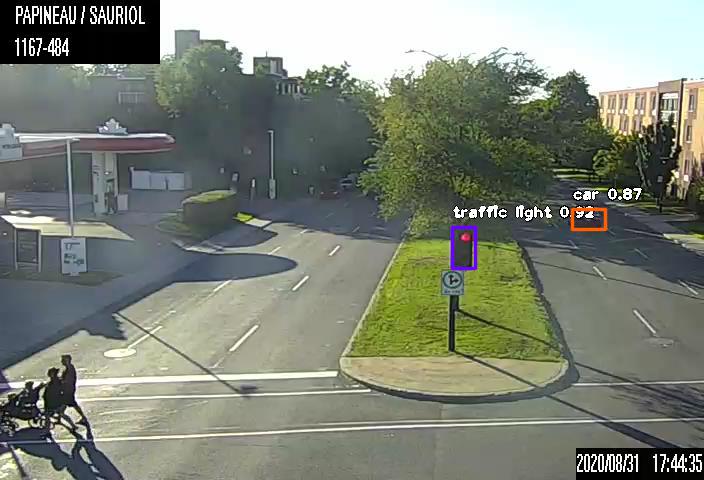 PAPINEAU / SAURIOL
1167-484
car 0.87
traffic light 0.92
2020/08/31 17:44:35